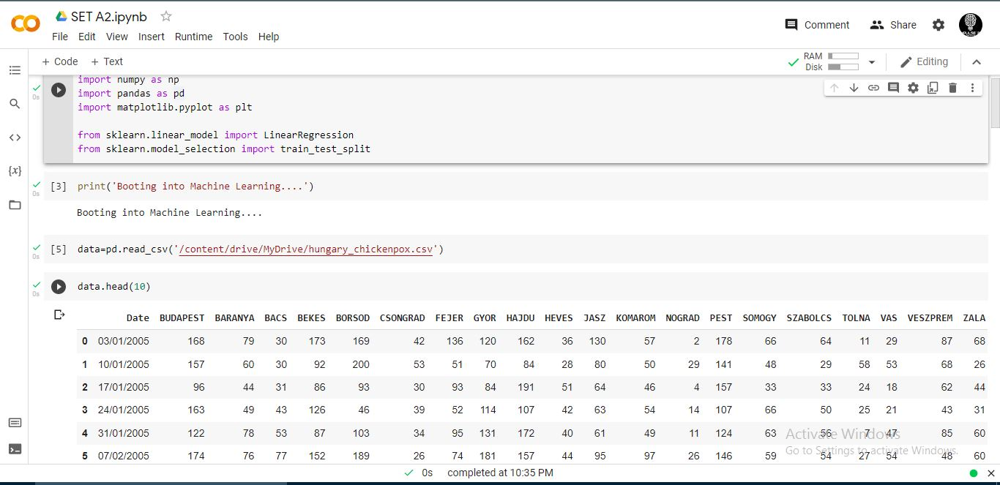 SET A2.ipynb
File Edit View Insert Runtime Tools Help
Comment Share
+ Code + Text
RAM
Disk
Editing
import numpy as np
import pandas as pd
import matplotlib.pyplot as plt
from sklearn.linear_model import LinearRegression
from sklearn.model_selection import train_test_split
0s
{x}
[3] print('Booting into Machine Learning....')
0s
Booting into Machine Learning....
[5] data=pd.read_csv('/content/drive/MyDrive/hungary_chickenpox.csv')
0s
data.head(10)
0s
Date BUDAPEST BARANYA BACS BEKES BORSOD CSONGRAD FEJER GYOR HAJDU HEVES JASZ KOMAROM NOGRAD PEST SOMOGY SZABOLCS TOLNA VAS VESZPREM ZALA
0 03/01/2005 168 79 30 173 169 42 136 120 162 36 130 57 2 178 66 64 11 29 87 68
1 10/01/2005 157 60 30 92 200 53 51 70 84 28 80 50 29 141 48 29 58 53 68 26
2 17/01/2005 96 44 31 86 93 30 93 84 191 51 64 46 4 157 33 33 24 18 62 44
3 24/01/2005 163 49 43 126 46 39 52 114 107 42 63 54 14 107 66 50 25 21 43 31
4 31/01/2005 122 78 53 87 103 34 95 131 172 40 61 49 11 124 63 56 7 47 85 60
5 07/02/2005 174 76 77 152 189 26 74 181 157 44 95 97 26 146 59 54 27 54 48 60
Activate Windows
Go to Settings to activate Windows.
0s completed at 10:35 PM